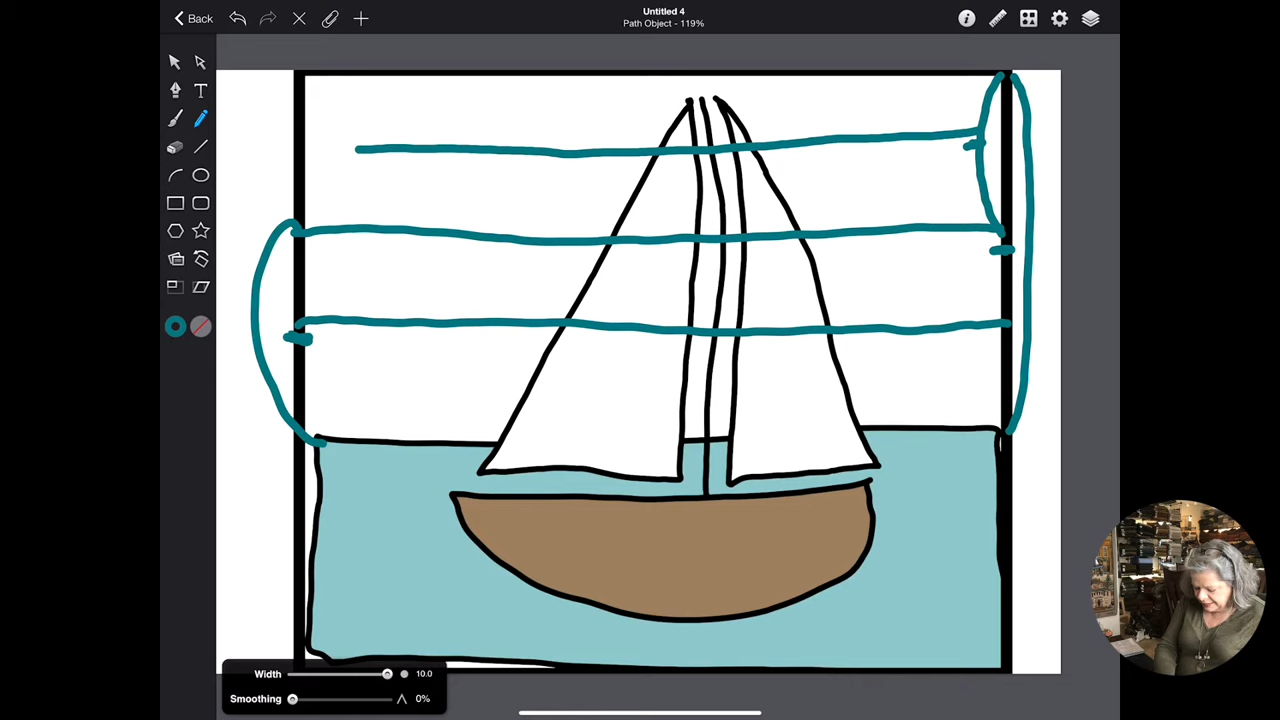 Back
Untitled 4
Path Object - 119%
T
Width 10.0
Smoothing 0%